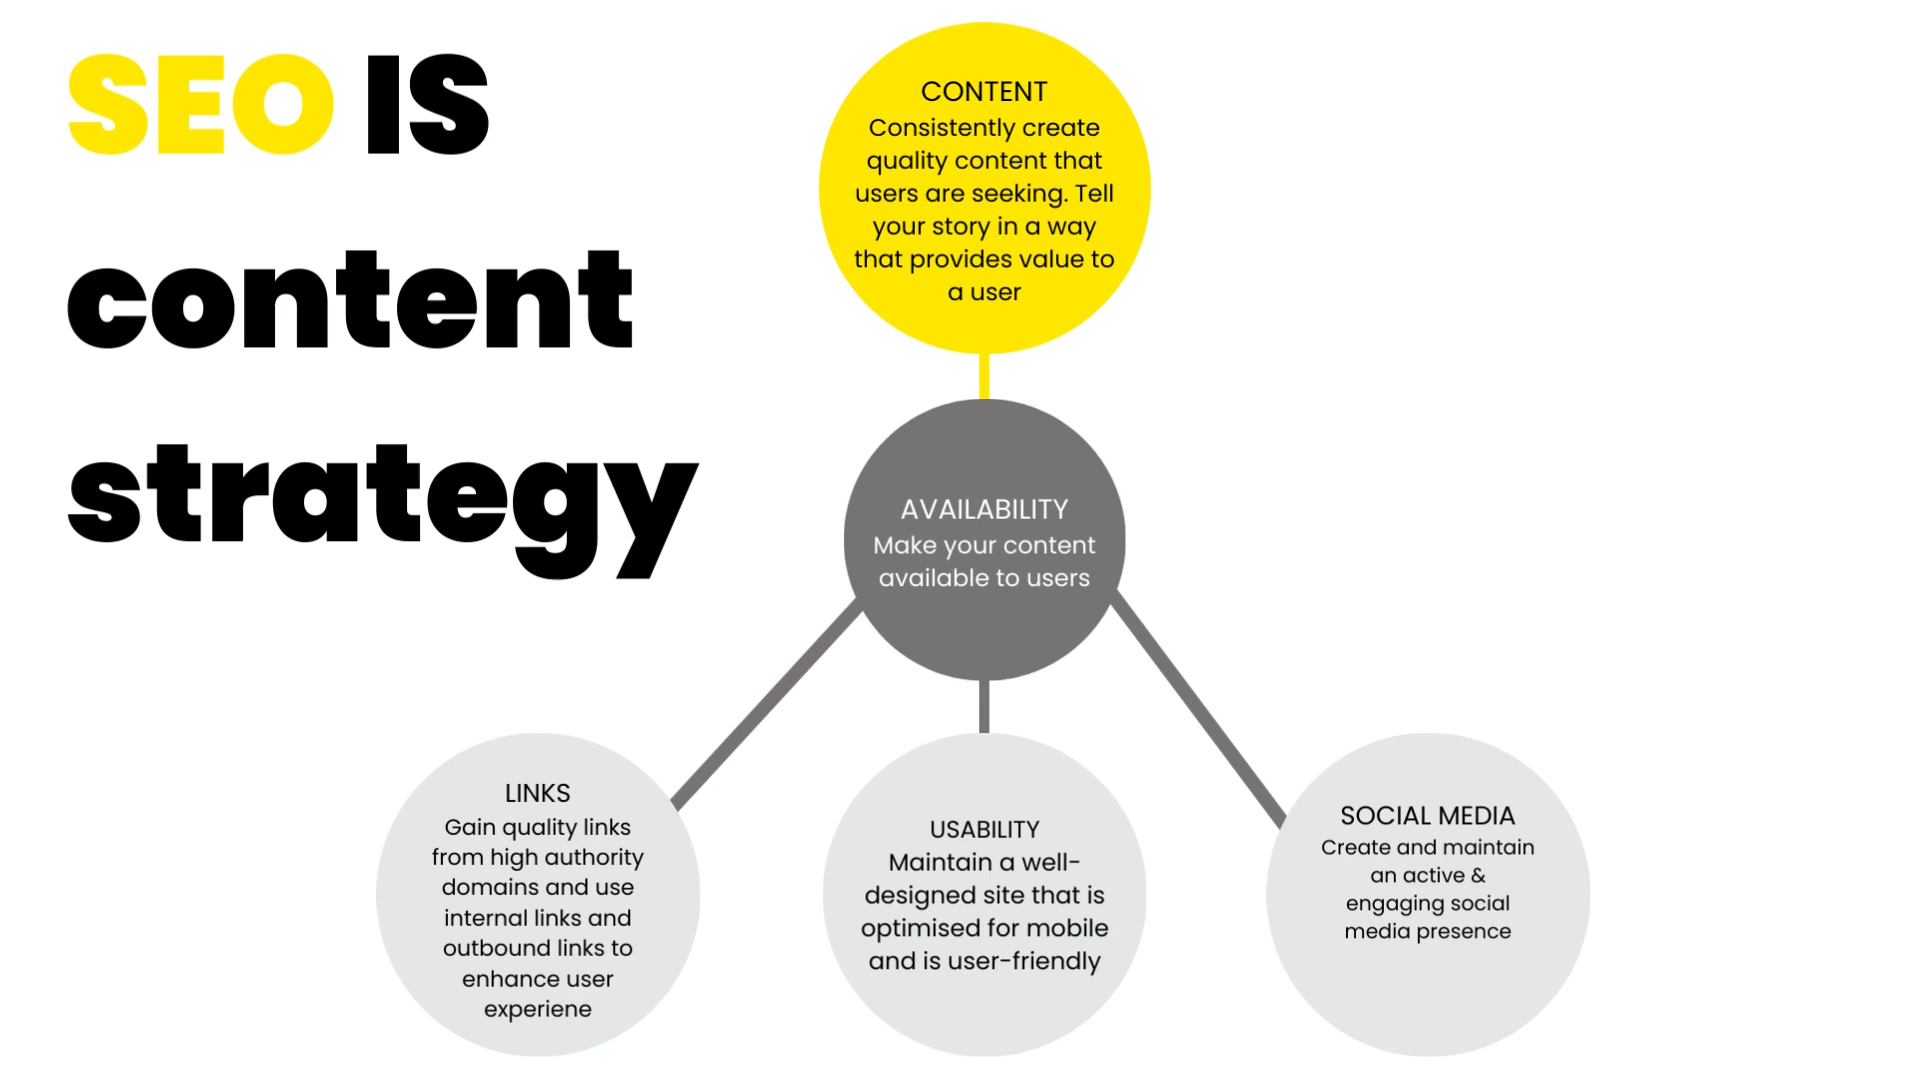 SEO IS
content
strategy
CONTENT
Consistently create
quality content that
users are seeking. Tell
your story in a way
that provides value to
a user
AVAILABILITY
Make your content
available to users
LINKS
Gain quality links
from high authority
domains and use
internal links and
outbound links to
enhance user
experiene
USABILITY
Maintain a well-
designed site that is
optimised for mobile
and is user-friendly
SOCIAL MEDIA
Create and maintain
an active &
engaging social
media presence